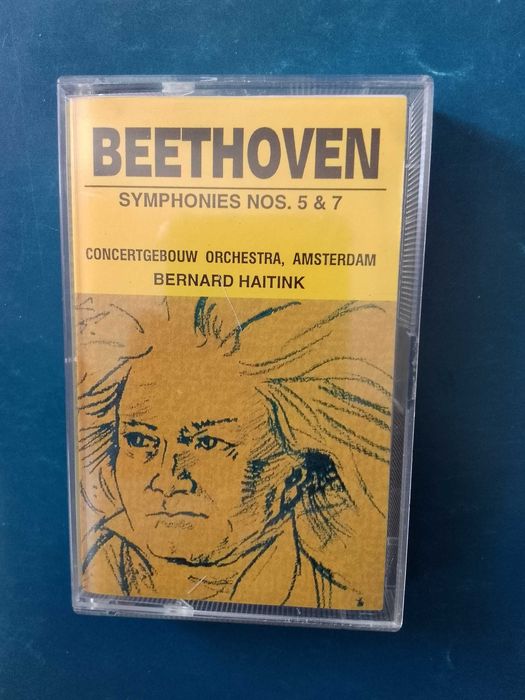 BEETHOVEN
SYMPHONIES NOS. 5 & 7
CONCERTGEBOUW ORCHESTRA, AMSTERDAM
BERNARD HAITINK